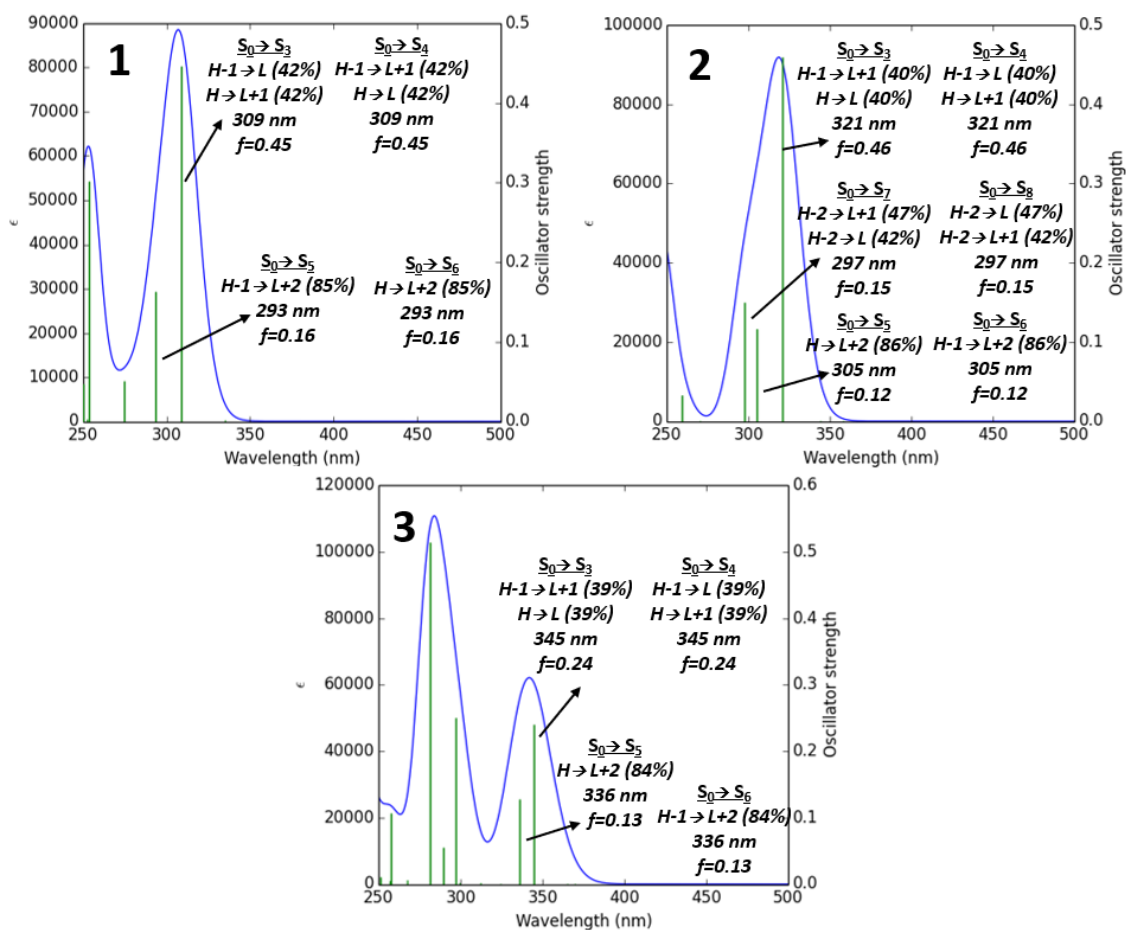 90000
80000
70000
60000
50000
40000
30000
20000
10000
0
ϵ
1
S0→ S3
H-1→L (42%)
H→L+1 (42%)
309 nm
f=0.45
S0→ S4
H-1→L+1 (42%)
H→L (42%)
309 nm
f=0.45
S0→ S5
H-1→L+2 (85%)
293 nm
f=0.16
S0→ S6
H→L+2 (85%)
293 nm
f=0.16
0.5
0.4
0.3
0.2
0.1
0.0
Oscillator strength
250 300 350 400 450 500
Wavelength (nm)
100000
80000
60000
40000
20000
0
ϵ
2
S0→ S3
H-1→L+1 (40%)
H→L (40%)
321 nm
f=0.46
S0→ S4
H-1→L (40%)
H→L+1 (40%)
321 nm
f=0.46
S0→ S7
H-2→L+1 (47%)
H-2→L (42%)
297 nm
f=0.15
S0→ S8
H-2→L (47%)
H-2→L+1 (42%)
297 nm
f=0.15
S0→ S5
H→L+2 (86%)
305 nm
f=0.12
S0→ S6
H-1→L+2 (86%)
305 nm
f=0.12
0.5
0.4
0.3
0.2
0.1
0.0
Oscillator strength
250 300 350 400 450 500
Wavelength (nm)
120000
100000
80000
60000
40000
20000
0
ϵ
3
S0→ S3
H-1→L+1 (39%)
H→L (39%)
345 nm
f=0.24
S0→ S4
H-1→L (39%)
H→L+1 (39%)
345 nm
f=0.24
S0→ S5
H→L+2 (84%)
336 nm
f=0.13
S0→ S6
H-1→L+2 (84%)
336 nm
f=0.13
0.6
0.5
0.4
0.3
0.2
0.1
0.0
Oscillator strength
250 300 350 400 450 500
Wavelength (nm)